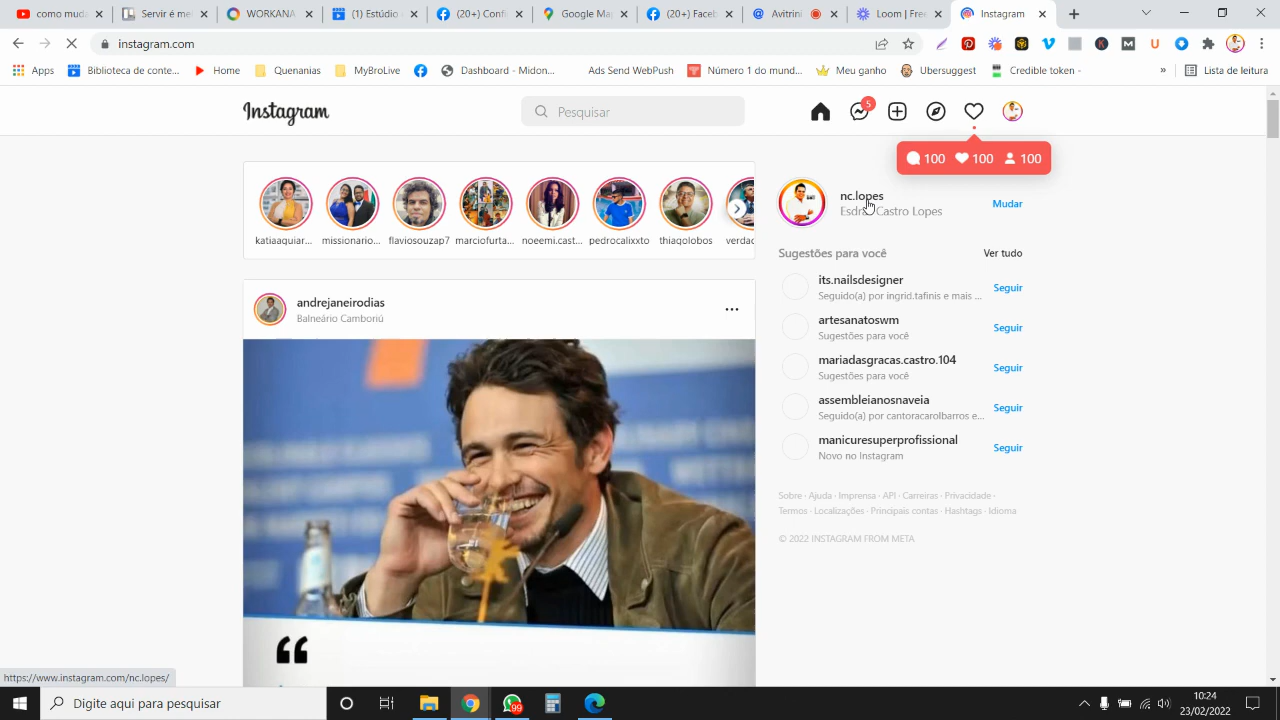 como mud
Servir é me
WORKANA
(1) Estúdio
(20+) Faceb
Google Map
(20+) Faceb
Avitrini
Loom | Free
Instagram
instagram.com
Apps
Biblioteca de conte...
Home
Quemias
MyBroLive
Dashboard - Midon...
Ads Send WebPush
Número 1 do mund...
Meu ganho
Ubersuggest
Credible token -
»
Lista de leitura
Instagram
Pesquisar
5
100 100 100
nc.lopes
Castro Lopes
Mudar
katiaaquiar...
missionario...
flaviosouzap7
marciofurta...
noeemi.cast...
pedrocalixxto
thiagolobos
verdad
Sugestões para você
Ver tudo
its.nailsdesigner
Seguido(a) por ingrid.tafinis e mais ...
Seguir
artesanatoswm
Sugestões para você
Seguir
mariadasgracas.castro.104
Sugestões para você
Seguir
assembleianosnaveia
Seguido(a) por cantoracarolbarros e...
Seguir
manicuresuperprofissional
Novo no Instagram
Seguir
Sobre · Ajuda · Imprensa · API · Carreiras · Privacidade ·
Termos · Localizações · Principais contas · Hashtags · Idioma
© 2022 INSTAGRAM FROM META
andrejaneirodias
Balneário Camboriú
...
“
https://www.instagram.com/nc.lopes/
Digite aqui para pesquisar
99
10:24
23/02/2022